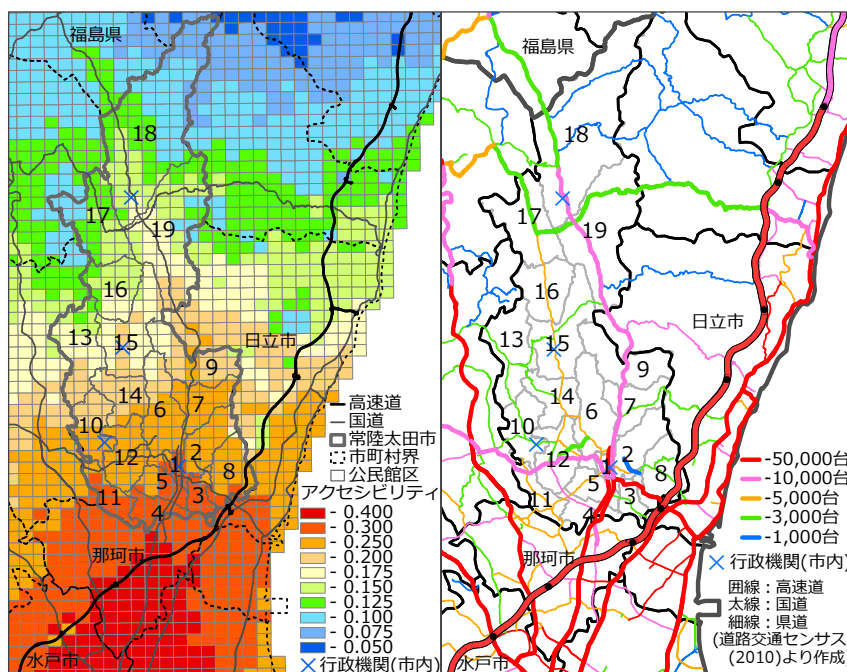 福島県
18
17
19
16
13
15
日立市
9
14
7
6
10
2
12
1
8
5
11
3
4
那珂市
水戸市
高速道
国道
常陸太田市
市町村界
公民館区
アクセシビリティ
- 0.400
- 0.300
- 0.250
- 0.200
- 0.175
- 0.150
- 0.125
- 0.100
- 0.075
- 0.050
行政機関(市内)
福島県
18
17
19
16
13
15
日立市
9
14
7
6
10
2
12
1
8
5
11
3
4
那珂市
水戸市
-50,000台
-10,000台
-5,000台
-3,000台
-1,000台
行政機関(市内)
囲線：高速道
太線：国道
細線：県道
(道路交通センサス
(2010)より作成)